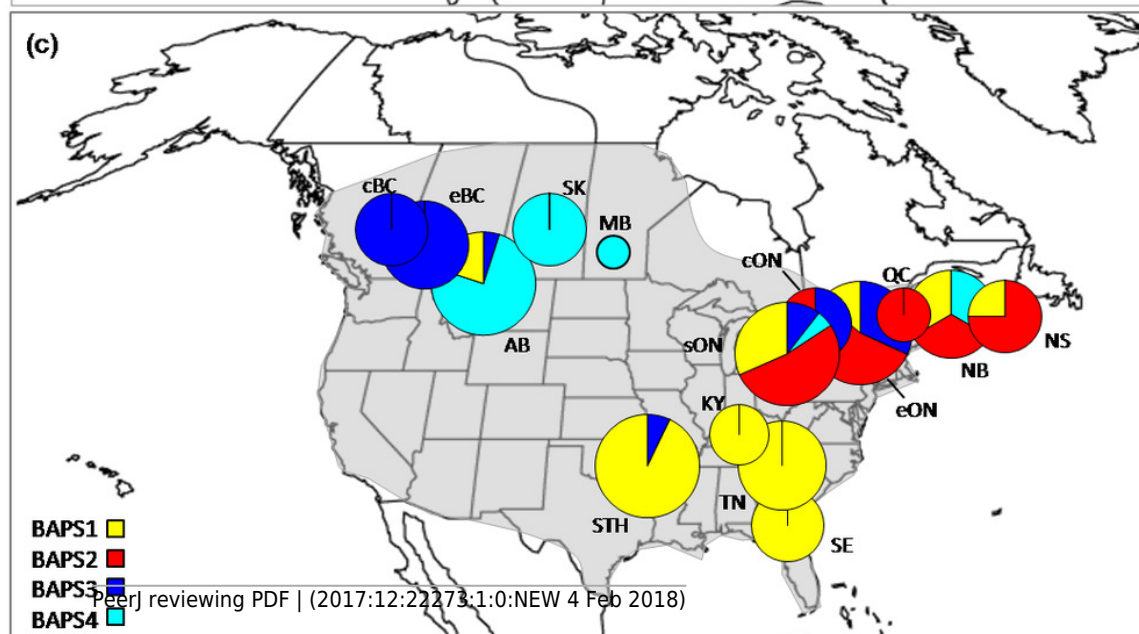 (c)
cBC
eBC
SK
MB
cON
QC
AB
sON
NS
NB
eON
KY
STH
TN
SE
BAPS1
BAPS2
BAPS3
BAPS4
PeerJ reviewing PDF | (2017:12:22273:1:0:NEW 4 Feb 2018)